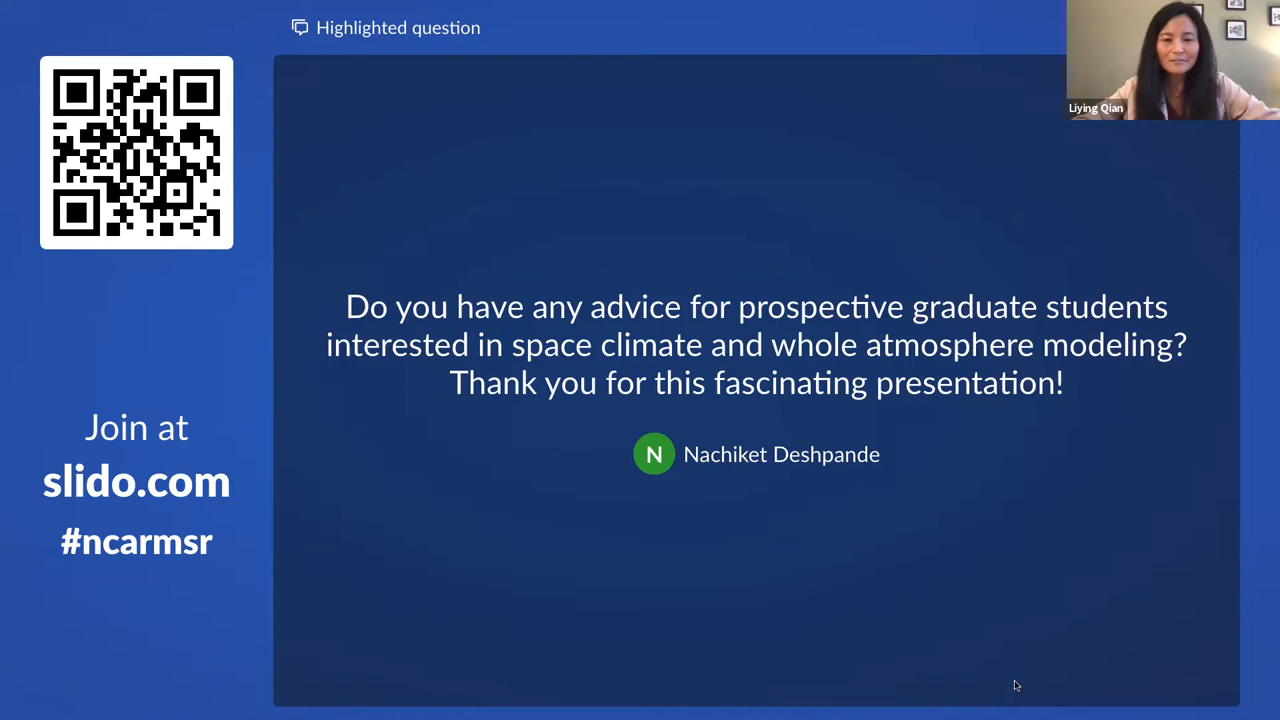 Highlighted question
Liying Qian
Do you have any advice for prospective graduate students
interested in space climate and whole atmosphere modeling?
Thank you for this fascinating presentation!
N Nachiket Deshpande
Join at
slido.com
#ncarmsr